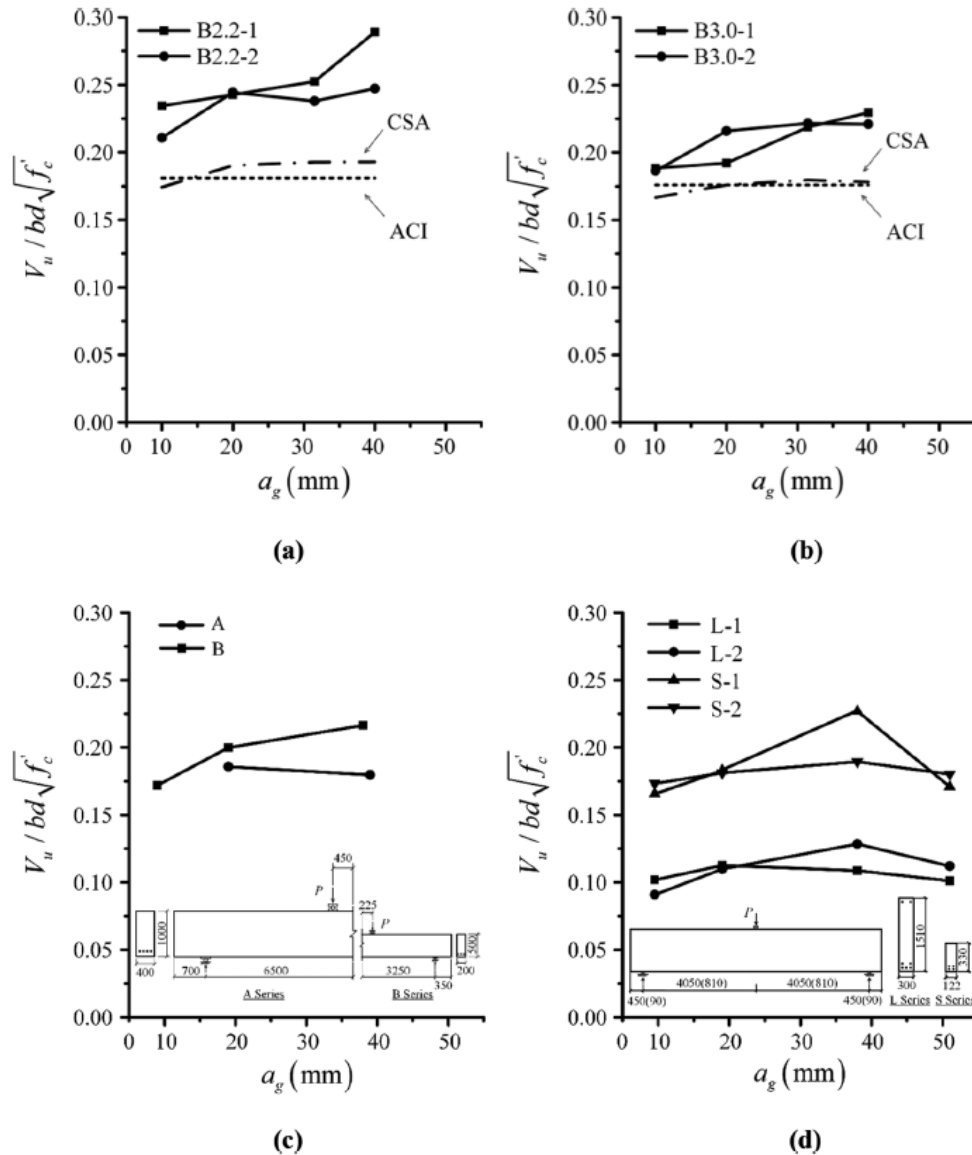 0.30
0.25
0.20
0.15
0.10
0.05
0.00
B2.2-1
B2.2-2
CSA
ACI
V_u / bd√f'_c
0 10 20 30 40 50
a_g (mm)
(a)
0.30
0.25
0.20
0.15
0.10
0.05
0.00
B3.0-1
B3.0-2
CSA
ACI
V_u / bd√f'_c
0 10 20 30 40 50
a_g (mm)
(b)
0.30
0.25
0.20
0.15
0.10
0.05
0.00
A
B
V_u / bd√f'_c
450
P
225
P
1000
500
400
700
6500
3250
350
200
A Series
B Series
0 10 20 30 40 50
a_g (mm)
(c)
0.30
0.25
0.20
0.15
0.10
0.05
0.00
L-1
L-2
S-1
S-2
V_u / bd√f'_c
P
1510
330
4050(810)
4050(810)
450(90)
450(90)
300
122
L Series
S Series
0 10 20 30 40 50
a_g (mm)
(d)